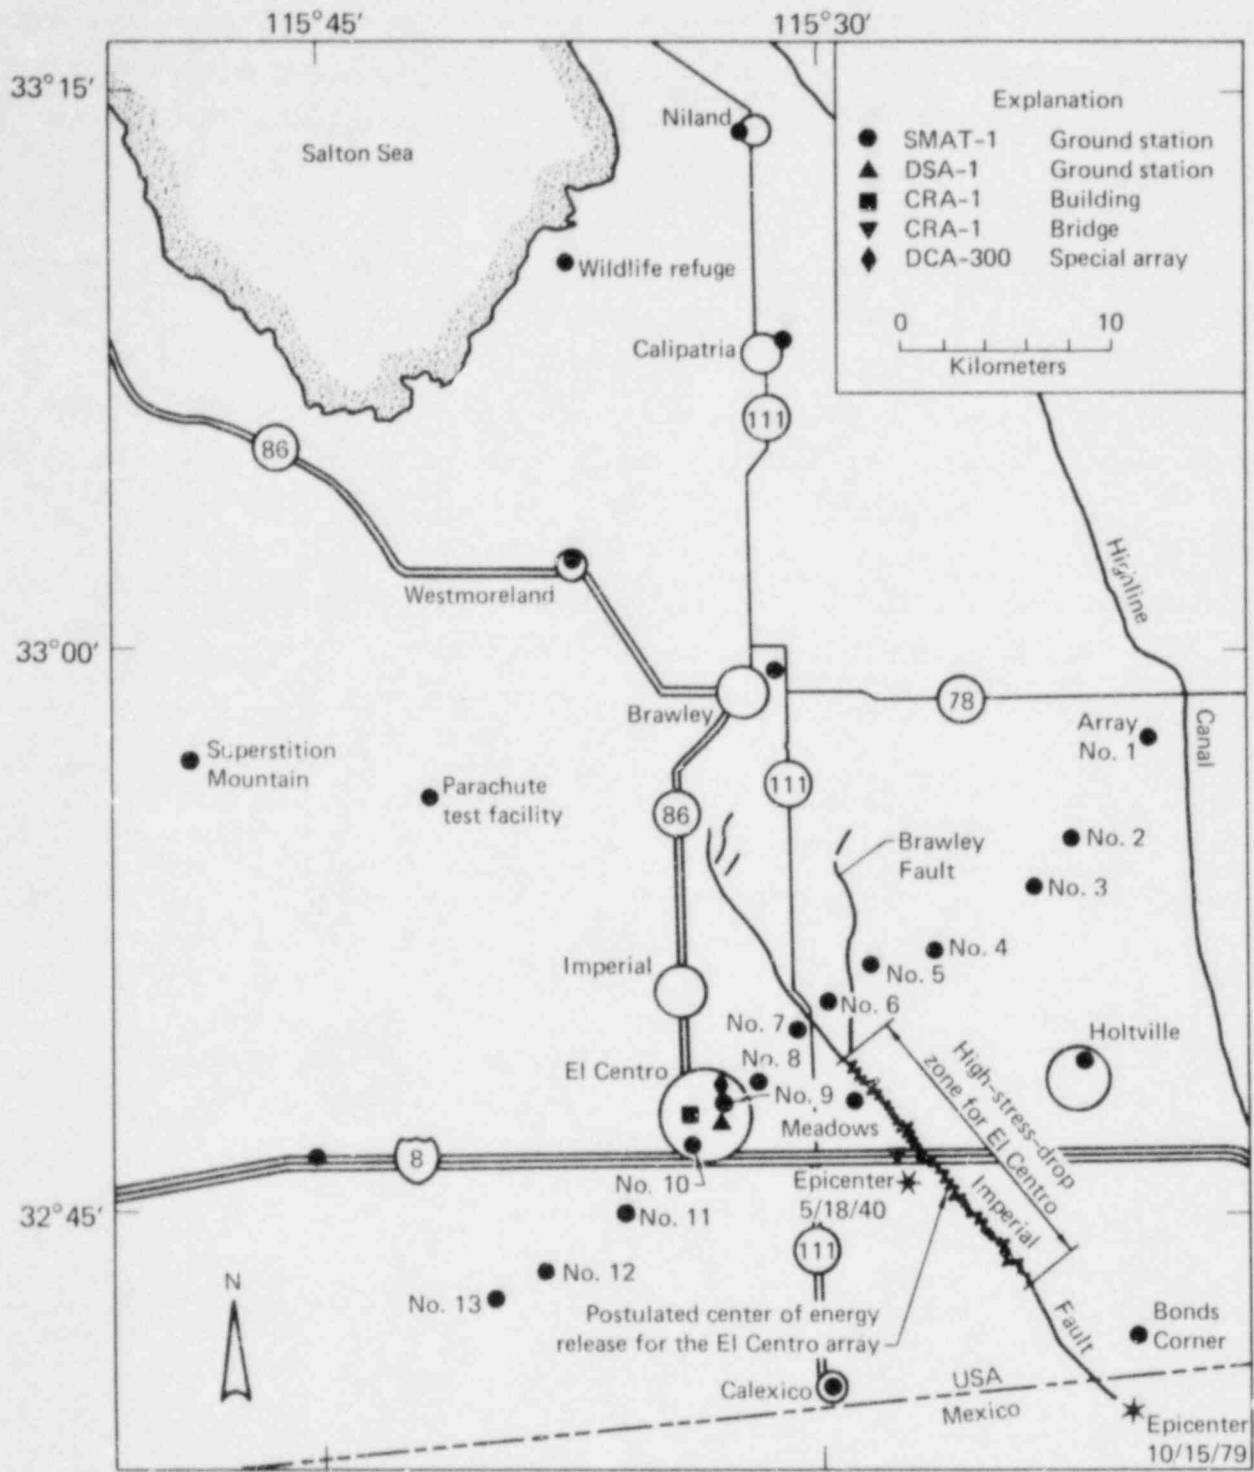 115°45′
115°30′
33°15′
Salton Sea
Niland
Explanation
SMAT-1 Ground station
DSA-1 Ground station
CRA-1 Building
CRA-1 Bridge
DCA-300 Special array
0 10
Kilometers
Wildlife refuge
Calipatria
111
86
Highline
Westmoreland
33°00′
Brawley
78
Array
No. 1
Canal
Superstition
Mountain
Parachute
test facility
86
111
Brawley
Fault
No. 2
No. 3
No. 4
No. 5
No. 6
Imperial
No. 7
No. 8
No. 9
Holtville
High-stress-drop
zone for El Centro
El Centro
Meadows
8
No. 10
Epicenter
5/18/40
Imperial
32°45′
No. 11
111
No. 12
No. 13
N
Postulated center of energy
release for the El Centro array
Fault
Bonds
Corner
Calexico
USA
Mexico
Epicenter
10/15/79